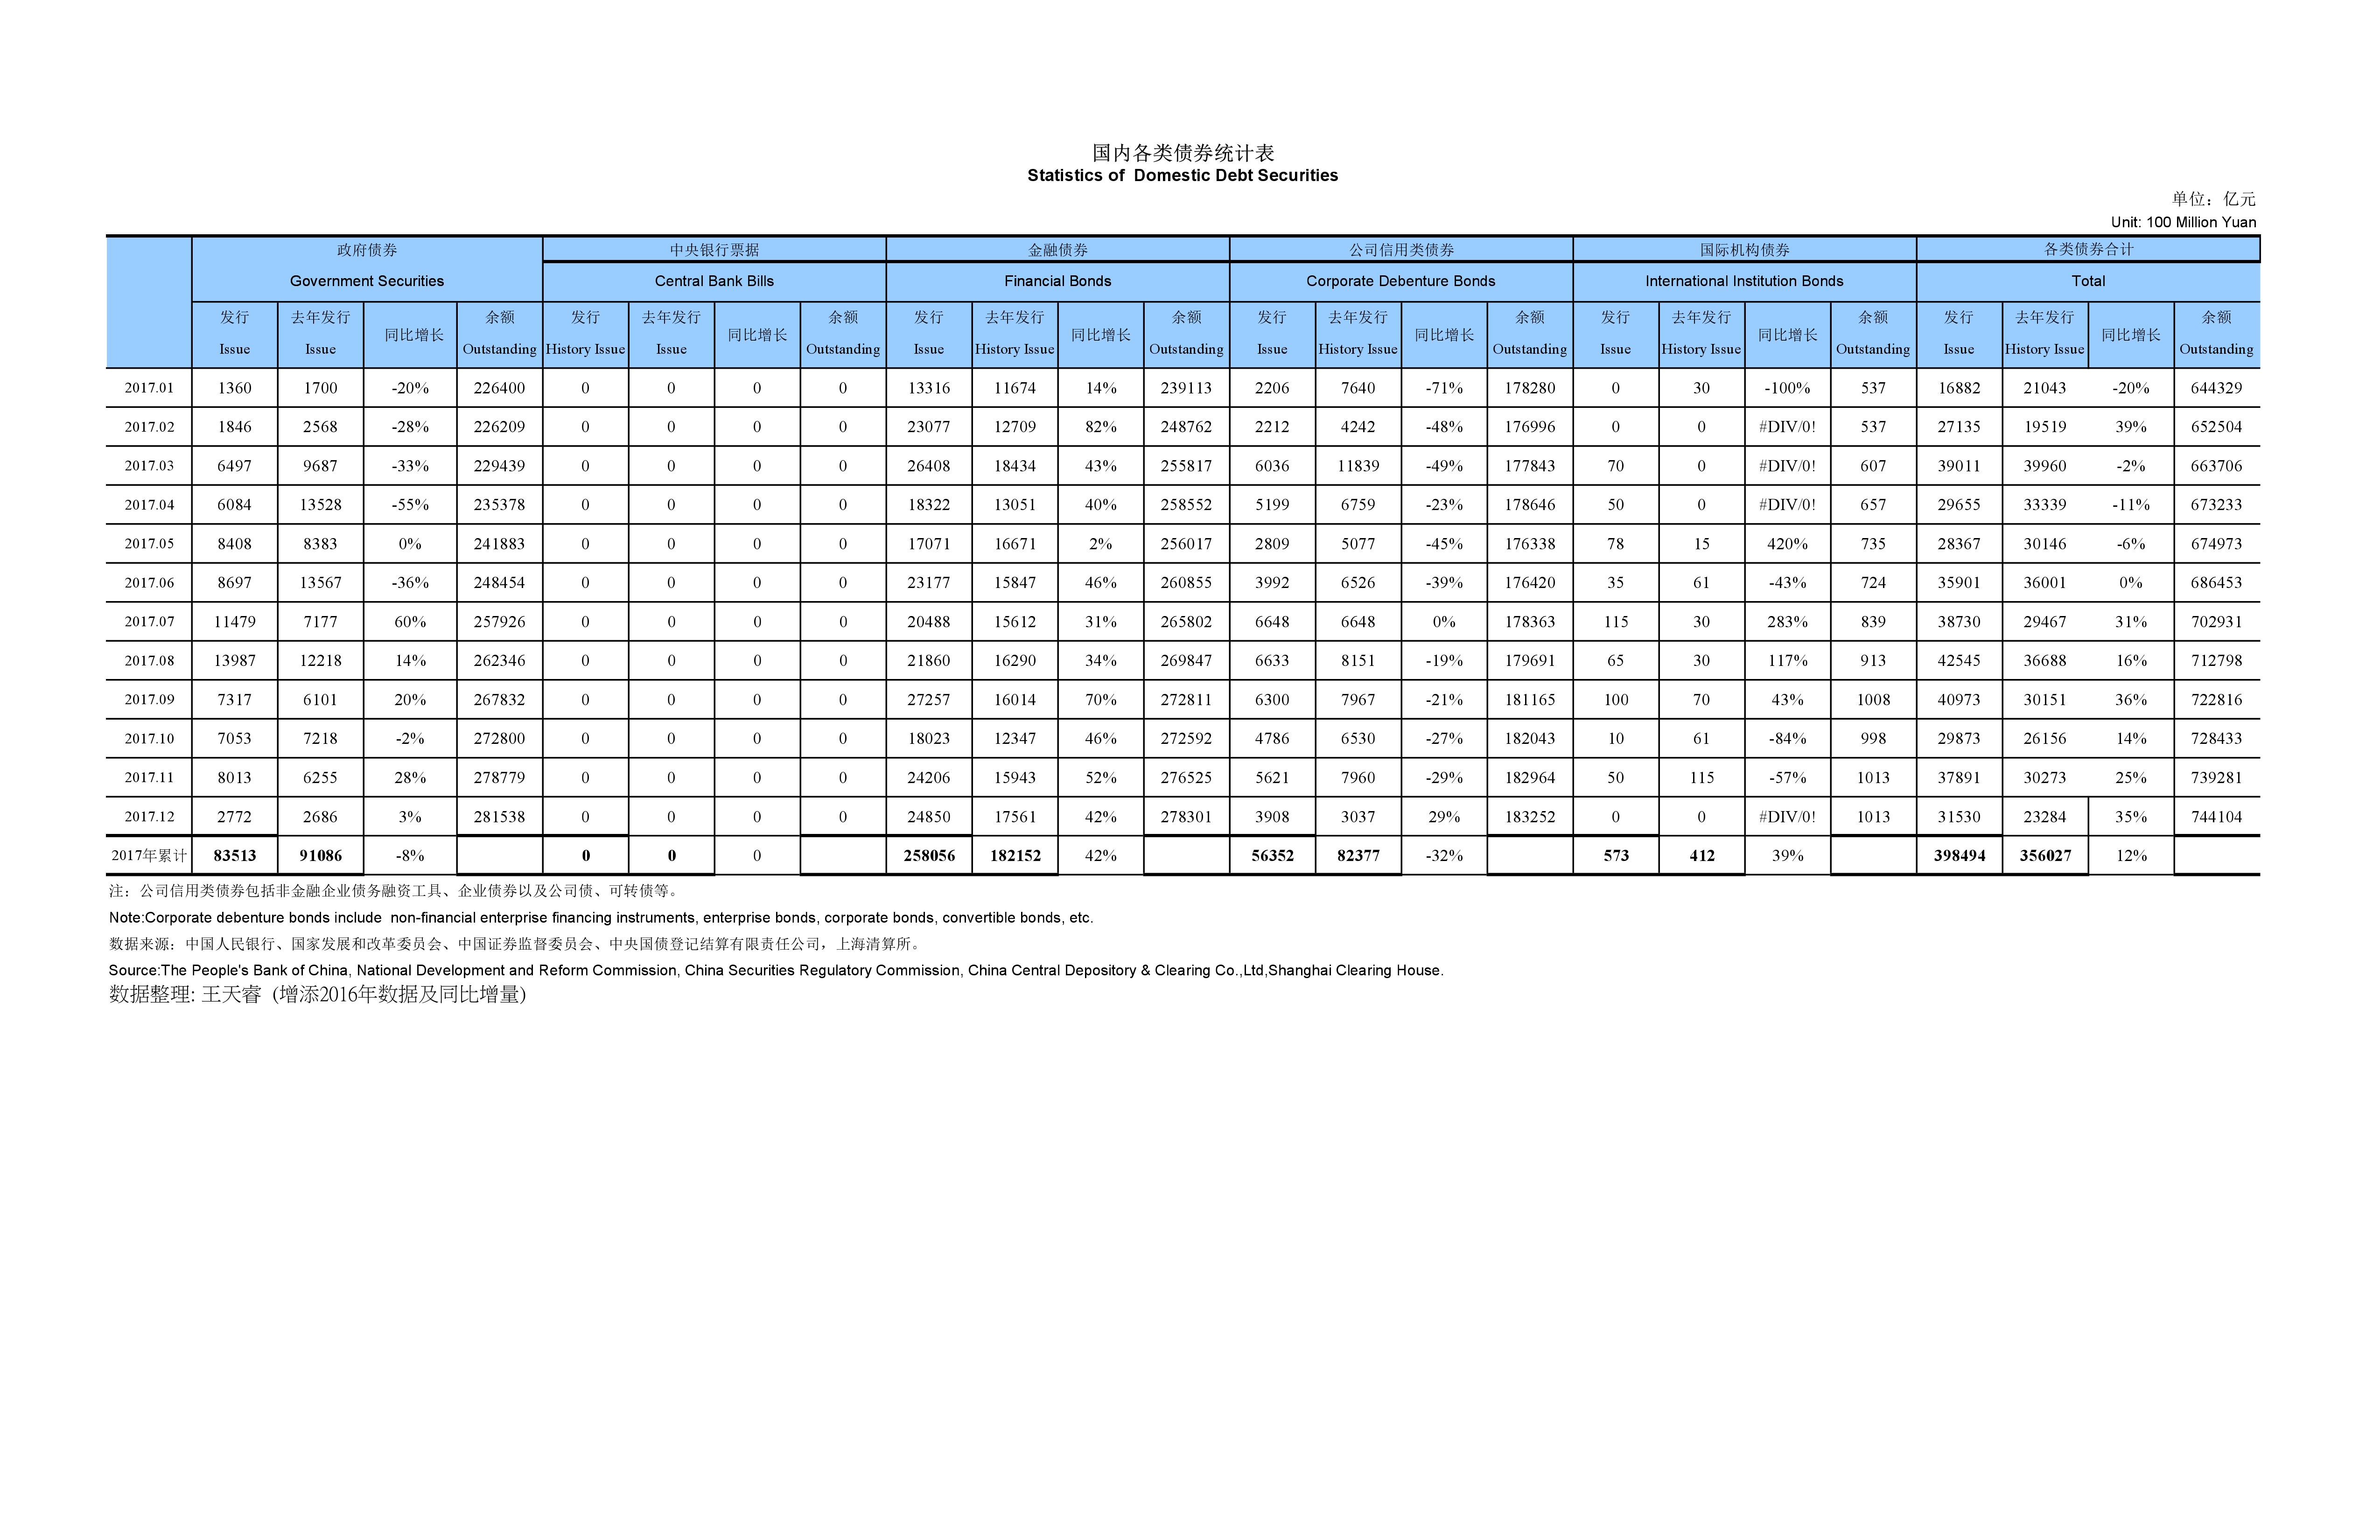 国内各类债券统计表
Statistics of Domestic Debt Securities
单位：亿元
Unit: 100 Million Yuan
政府债券 中央银行票据 金融债券 公司信用类债券 国际机构债券 各类债券合计
Government Securities Central Bank Bills Financial Bonds Corporate Debenture Bonds International Institution Bonds Total
发行 去年发行 同比增长 余额 发行 去年发行 同比增长 余额 发行 去年发行 同比增长 余额 发行 去年发行 同比增长 余额 发行 去年发行 同比增长 余额 发行 去年发行 同比增长 余额
Issue Issue Outstanding History Issue Issue Outstanding Issue History Issue Outstanding Issue History Issue Outstanding Issue History Issue Outstanding Issue History Issue Outstanding
2017.01 1360 1700 -20% 226400 0 0 0 0 13316 11674 14% 239113 2206 7640 -71% 178280 0 30 -100% 537 16882 21043 -20% 644329
2017.02 1846 2568 -28% 226209 0 0 0 0 23077 12709 82% 248762 2212 4242 -48% 176996 0 0 #DIV/0! 537 27135 19519 39% 652504
2017.03 6497 9687 -33% 229439 0 0 0 0 26408 18434 43% 255817 6036 11839 -49% 177843 70 0 #DIV/0! 607 39011 39960 -2% 663706
2017.04 6084 13528 -55% 235378 0 0 0 0 18322 13051 40% 258552 5199 6759 -23% 178646 50 0 #DIV/0! 657 29655 33339 -11% 673233
2017.05 8408 8383 0% 241883 0 0 0 0 17071 16671 2% 256017 2809 5077 -45% 176338 78 15 420% 735 28367 30146 -6% 674973
2017.06 8697 13567 -36% 248454 0 0 0 0 23177 15847 46% 260855 3992 6526 -39% 176420 35 61 -43% 724 35901 36001 0% 686453
2017.07 11479 7177 60% 257926 0 0 0 0 20488 15612 31% 265802 6648 6648 0% 178363 115 30 283% 839 38730 29467 31% 702931
2017.08 13987 12218 14% 262346 0 0 0 0 21860 16290 34% 269847 6633 8151 -19% 179691 65 30 117% 913 42545 36688 16% 712798
2017.09 7317 6101 20% 267832 0 0 0 0 27257 16014 70% 272811 6300 7967 -21% 181165 100 70 43% 1008 40973 30151 36% 722816
2017.10 7053 7218 -2% 272800 0 0 0 0 18023 12347 46% 272592 4786 6530 -27% 182043 10 61 -84% 998 29873 26156 14% 728433
2017.11 8013 6255 28% 278779 0 0 0 0 24206 15943 52% 276525 5621 7960 -29% 182964 50 115 -57% 1013 37891 30273 25% 739281
2017.12 2772 2686 3% 281538 0 0 0 0 24850 17561 42% 278301 3908 3037 29% 183252 0 0 #DIV/0! 1013 31530 23284 35% 744104
2017年累计 83513 91086 -8% 0 0 0 258056 182152 42% 56352 82377 -32% 573 412 39% 398494 356027 12%
注：公司信用类债券包括非金融企业债务融资工具、企业债券以及公司债、可转债等。
Note:Corporate debenture bonds include non-financial enterprise financing instruments, enterprise bonds, corporate bonds, convertible bonds, etc.
数据来源：中国人民银行、国家发展和改革委员会、中国证券监督委员会、中央国债登记结算有限责任公司，上海清算所。
Source:The People's Bank of China, National Development and Reform Commission, China Securities Regulatory Commission, China Central Depository & Clearing Co.,Ltd,Shanghai Clearing House.
数据整理: 王天睿 (增添2016年数据及同比增量)